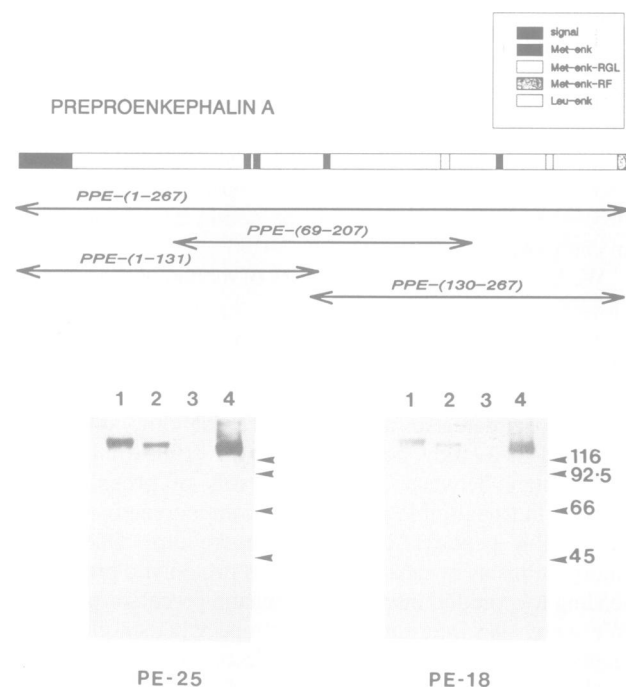 signal
Met-enk
Met-enk-RGL
Met-enk-RF
Leu-enk
PREPROENKEPHALIN A
PPE-(1-267)
PPE-(69-207)
PPE-(1-131)
PPE-(130-267)
1 2 3 4
1 2 3 4
116
92·5
66
45
PE-25
PE-18